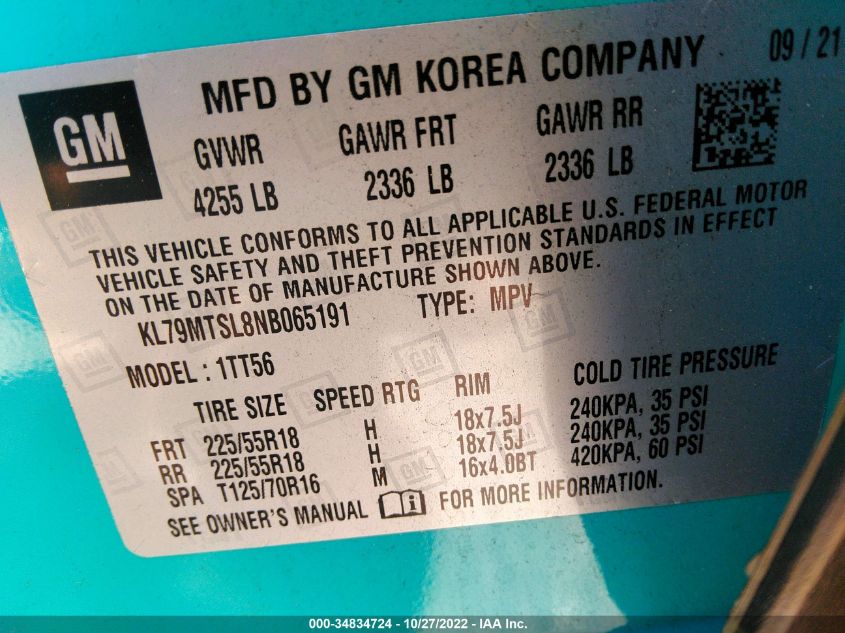 GM
MFD BY GM KOREA COMPANY 09 / 21
GVWR GAWR FRT GAWR RR
4255 LB 2336 LB 2336 LB
THIS VEHICLE CONFORMS TO ALL APPLICABLE U.S. FEDERAL MOTOR
VEHICLE SAFETY AND THEFT PREVENTION STANDARDS IN EFFECT
ON THE DATE OF MANUFACTURE SHOWN ABOVE.
KL79MTSL8NB065191 TYPE: MPV
MODEL : 1TT56
TIRE SIZE SPEED RTG RIM COLD TIRE PRESSURE
FRT 225/55R18 H 18x7.5J 240KPA, 35 PSI
RR 225/55R18 H 18x7.5J 240KPA, 35 PSI
SPA T125/70R16 M 16x4.0BT 420KPA, 60 PSI
SEE OWNER'S MANUAL FOR MORE INFORMATION.
000-34834724 - 10/27/2022 - IAA Inc.